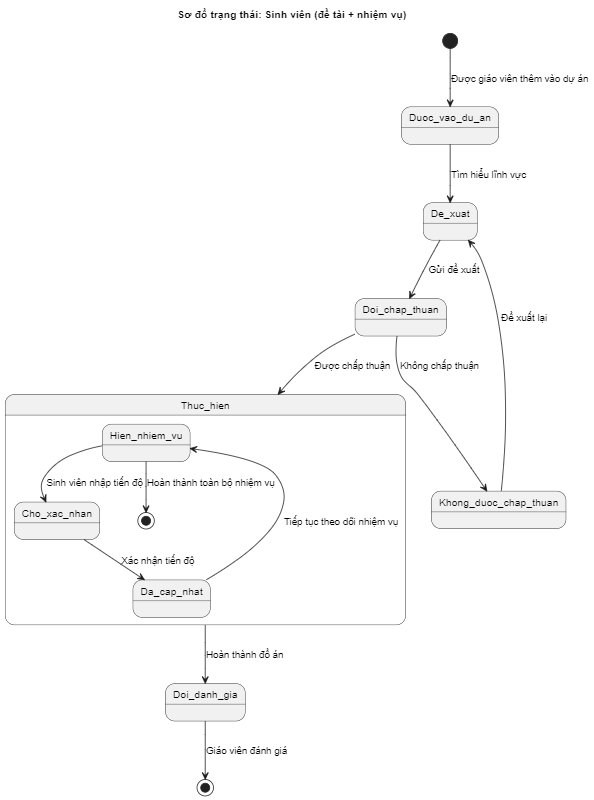 Sơ đồ trạng thái: Sinh viên (đề tài + nhiệm vụ)
Được giáo viên thêm vào dự án
Duoc_vao_du_an
Tìm hiểu lĩnh vực
De_xuat
Gửi đề xuất
Đề xuất lại
Doi_chap_thuan
Được chấp thuận
Không chấp thuận
Thuc_hien
Hien_nhiem_vu
Sinh viên nhập tiến độ
Hoàn thành toàn bộ nhiệm vụ
Cho_xac_nhan
Khong_duoc_chap_thuan
Tiếp tục theo dõi nhiệm vụ
Xác nhận tiến độ
Da_cap_nhat
Hoàn thành đồ án
Doi_danh_gia
Giáo viên đánh giá